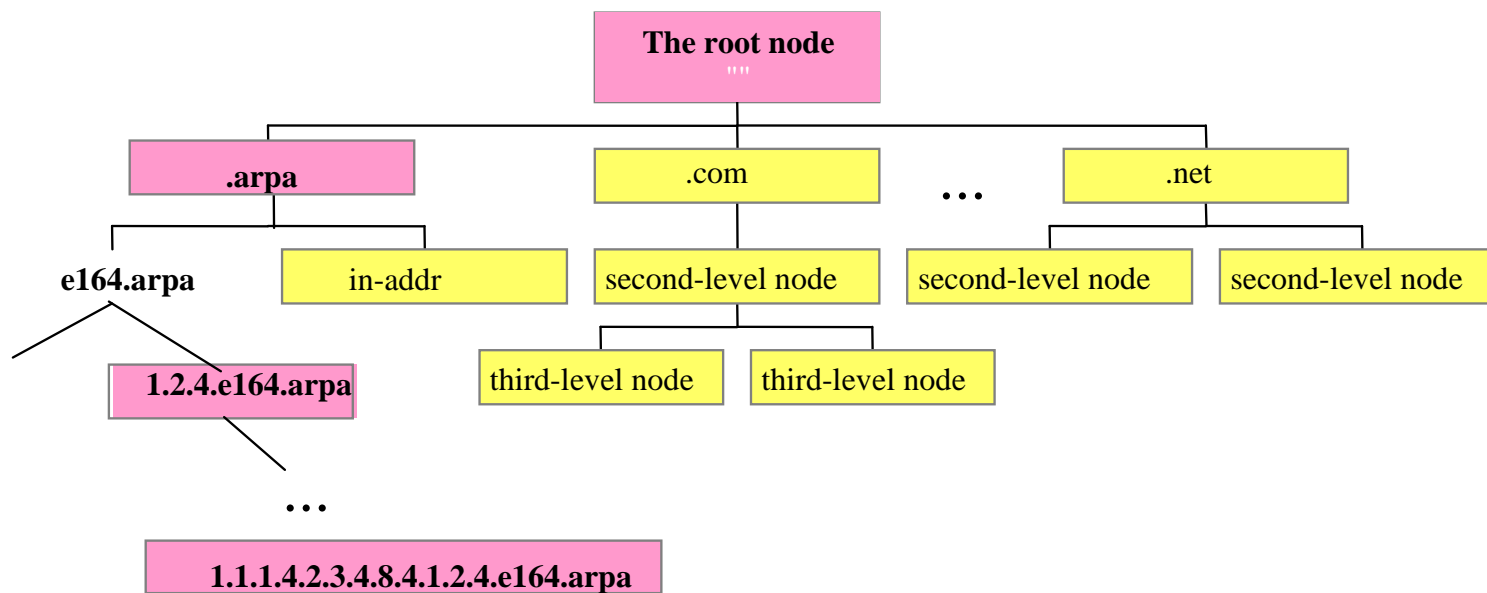 The root node
""
.arpa
.com
...
.net
e164.arpa
in-addr
second-level node
second-level node
second-level node
1.2.4.e164.arpa
third-level node
third-level node
...
1.1.1.4.2.3.4.8.4.1.2.4.e164.arpa